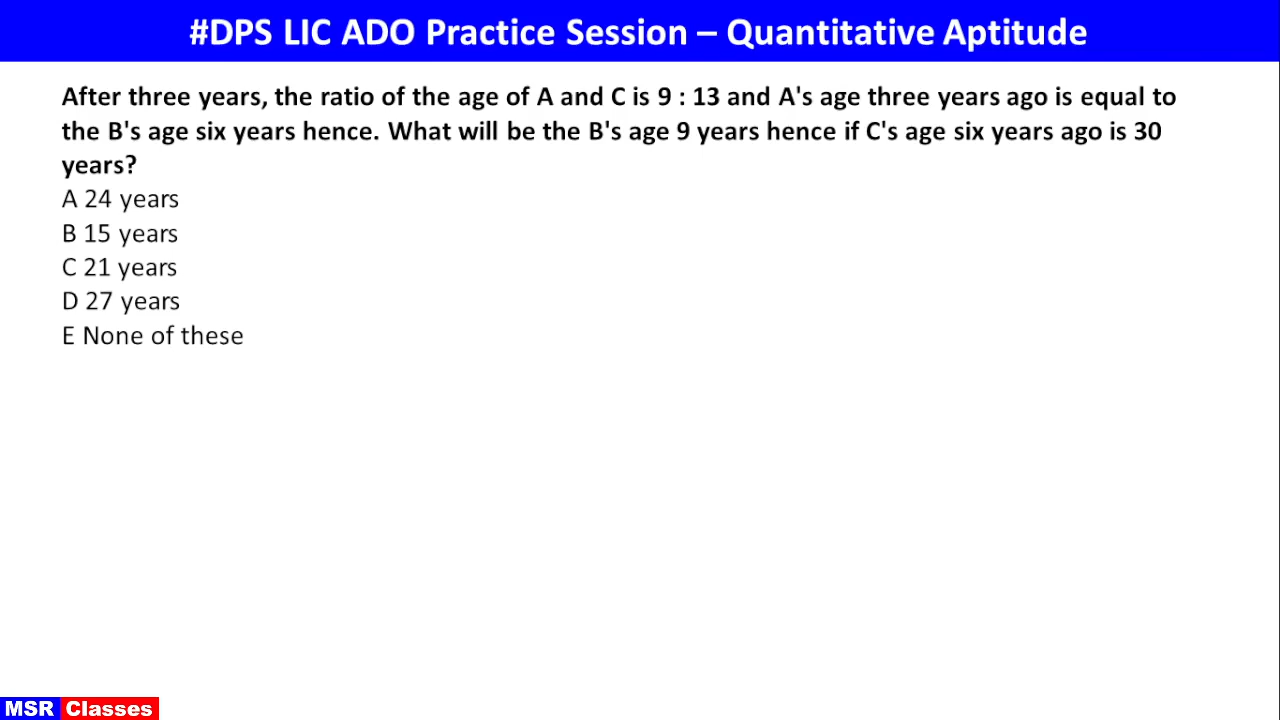 #DPS LIC ADO Practice Session – Quantitative Aptitude
After three years, the ratio of the age of A and C is 9 : 13 and A's age three years ago is equal to
the B's age six years hence. What will be the B's age 9 years hence if C's age six years ago is 30
years?
A 24 years
B 15 years
C 21 years
D 27 years
E None of these
MSR Classes